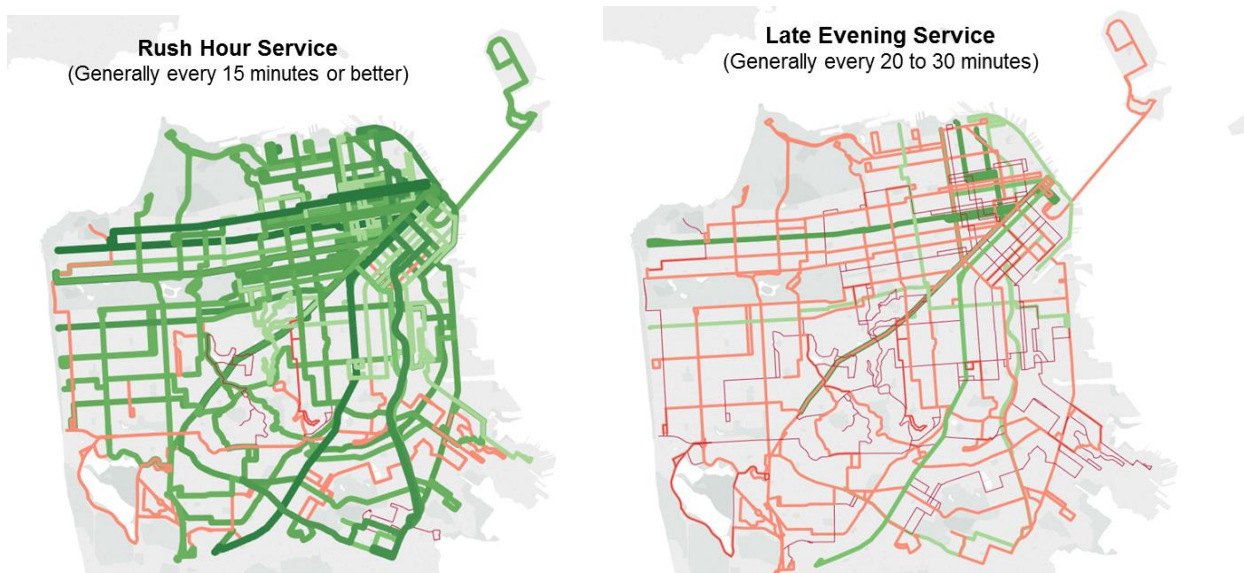 Rush Hour Service
(Generally every 15 minutes or better)
Late Evening Service
(Generally every 20 to 30 minutes)